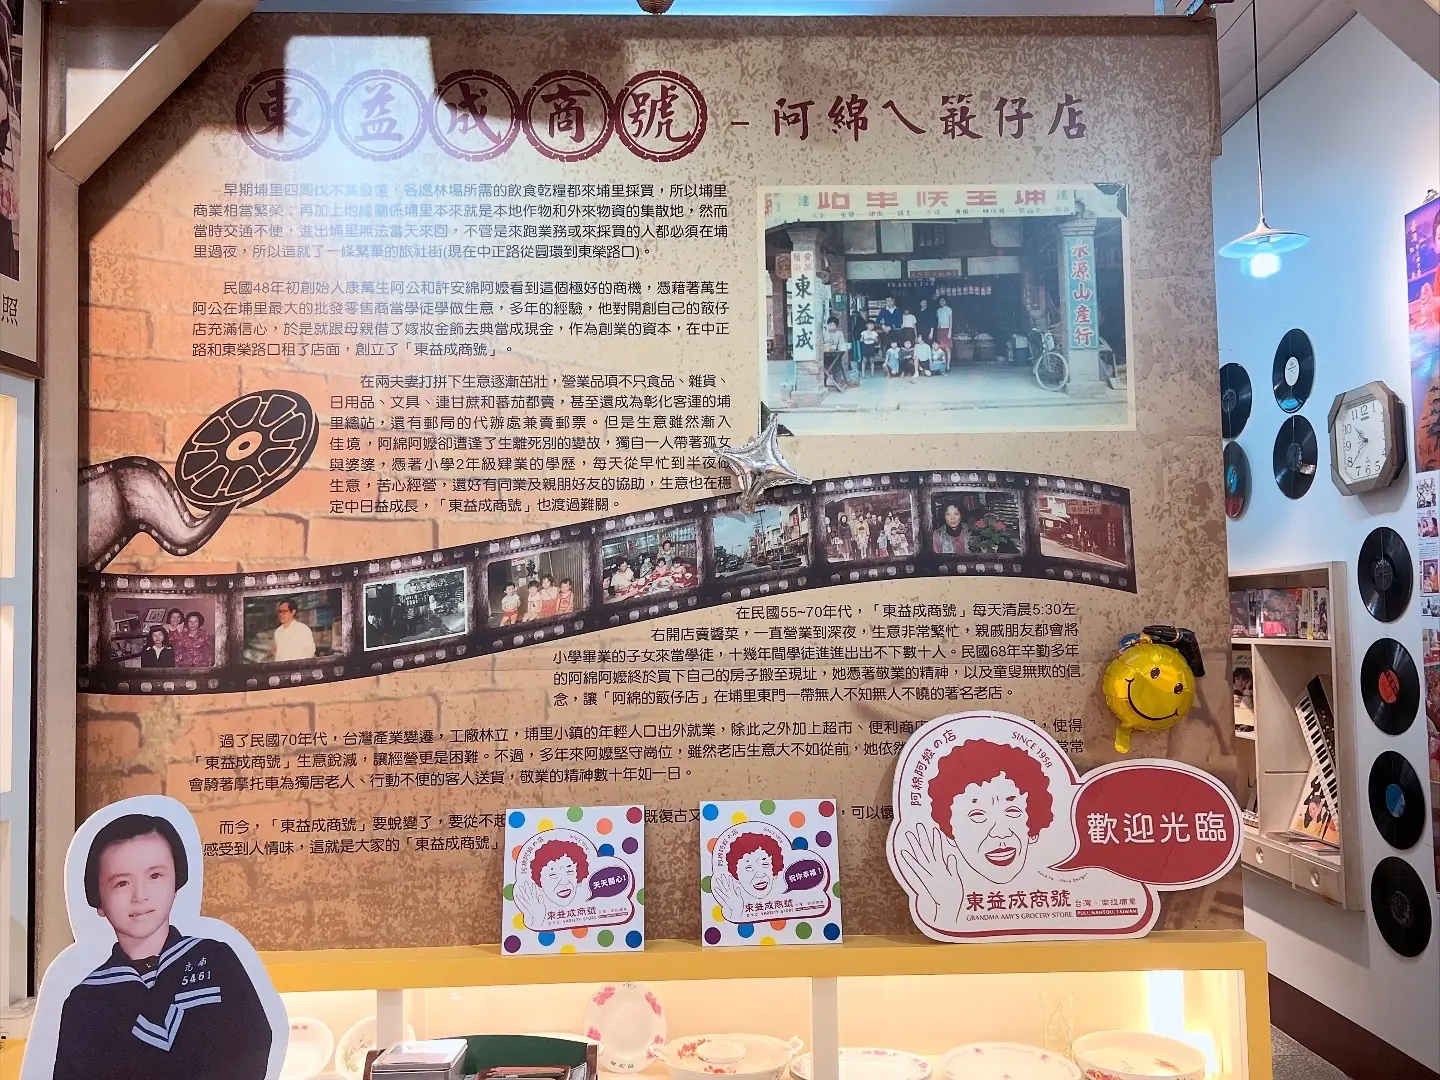 東益成商號 – 阿綿ㄟ簸仔店
早期埔里四周伐木業發達，各處林場所需的飲食乾糧都來埔里採買，所以埔里
商業相當繁榮；再加上地緣關係埔里本來就是本地作物和外來物資的集散地，然而
當時交通不便，進出埔里無法當天來回，不管是來跑業務或來採買的人都必須在埔
里過夜，所以造就了一條繁華的旅社街(現在中正路從圓環到東榮路口)。
民國48年初創始人康萬生阿公和許安綿阿嬤看到這個極好的商機，憑藉著萬生
阿公在埔里最大的批發零售商當學徒學做生意，多年的經驗，他對開創自己的簸仔
店充滿信心，於是就跟母親借了嫁妝金飾去典當成現金，作為創業的資本，在中正
路和東榮路口租了店面，創立了「東益成商號」。
在兩夫妻打拼下生意逐漸茁壯，營業品項不只食品、雜貨、
日用品、文具、連甘蔗和蕃茄都賣，甚至還成為彰化客運的埔
里總站，還有郵局的代辦處兼賣郵票。但是生意雖然漸入
佳境，阿綿阿嬤卻遭逢了生離死別的變故，獨自一人帶著孤女
與婆婆，憑著小學2年級肄業的學歷，每天從早忙到半夜做
生意，苦心經營，還好有同業及親朋好友的協助，生意也在穩
定中日益成長，「東益成商號」也渡過難關。
埔里候車站
東益成
水源山產行
在民國55~70年代，「東益成商號」每天清晨5:30左
右開店賣醬菜，一直營業到深夜，生意非常繁忙，親戚朋友都會將
小學畢業的子女來當學徒，十幾年間學徒進進出出不下數十人。民國68年辛勤多年
的阿綿阿嬤終於買下自己的房子搬至現址，她憑著敬業的精神，以及童叟無欺的信
念，讓「阿綿的簸仔店」在埔里東門一帶無人不知無人不曉的著名老店。
過了民國70年代，台灣產業變遷，工廠林立，埔里小鎮的年輕人口出外就業，除此之外加上超市、便利商店 使得
「東益成商號」生意銳減，讓經營更是困難。不過，多年來阿嬤堅守崗位，雖然老店生意大不如從前，她依然 常常
會騎著摩托車為獨居老人、行動不便的客人送貨，敬業的精神數十年如一日。
而今，「東益成商號」要蛻變了，要從不起 既復古又 ，可以懷
感受到人情味，這就是大家的「東益成商號」
阿綿阿嬤の店
SINCE 1958
歡迎光臨
東益成商號 台灣・南投埔里
GRANDMA AMY'S GROCERY STORE PULI, NANTOU, TAIWAN
天天開心！
東益成商號
D.Y.C. VARIETY STORE
祝你幸福！
東益成商號
D.Y.C. VARIETY STORE
5461
照